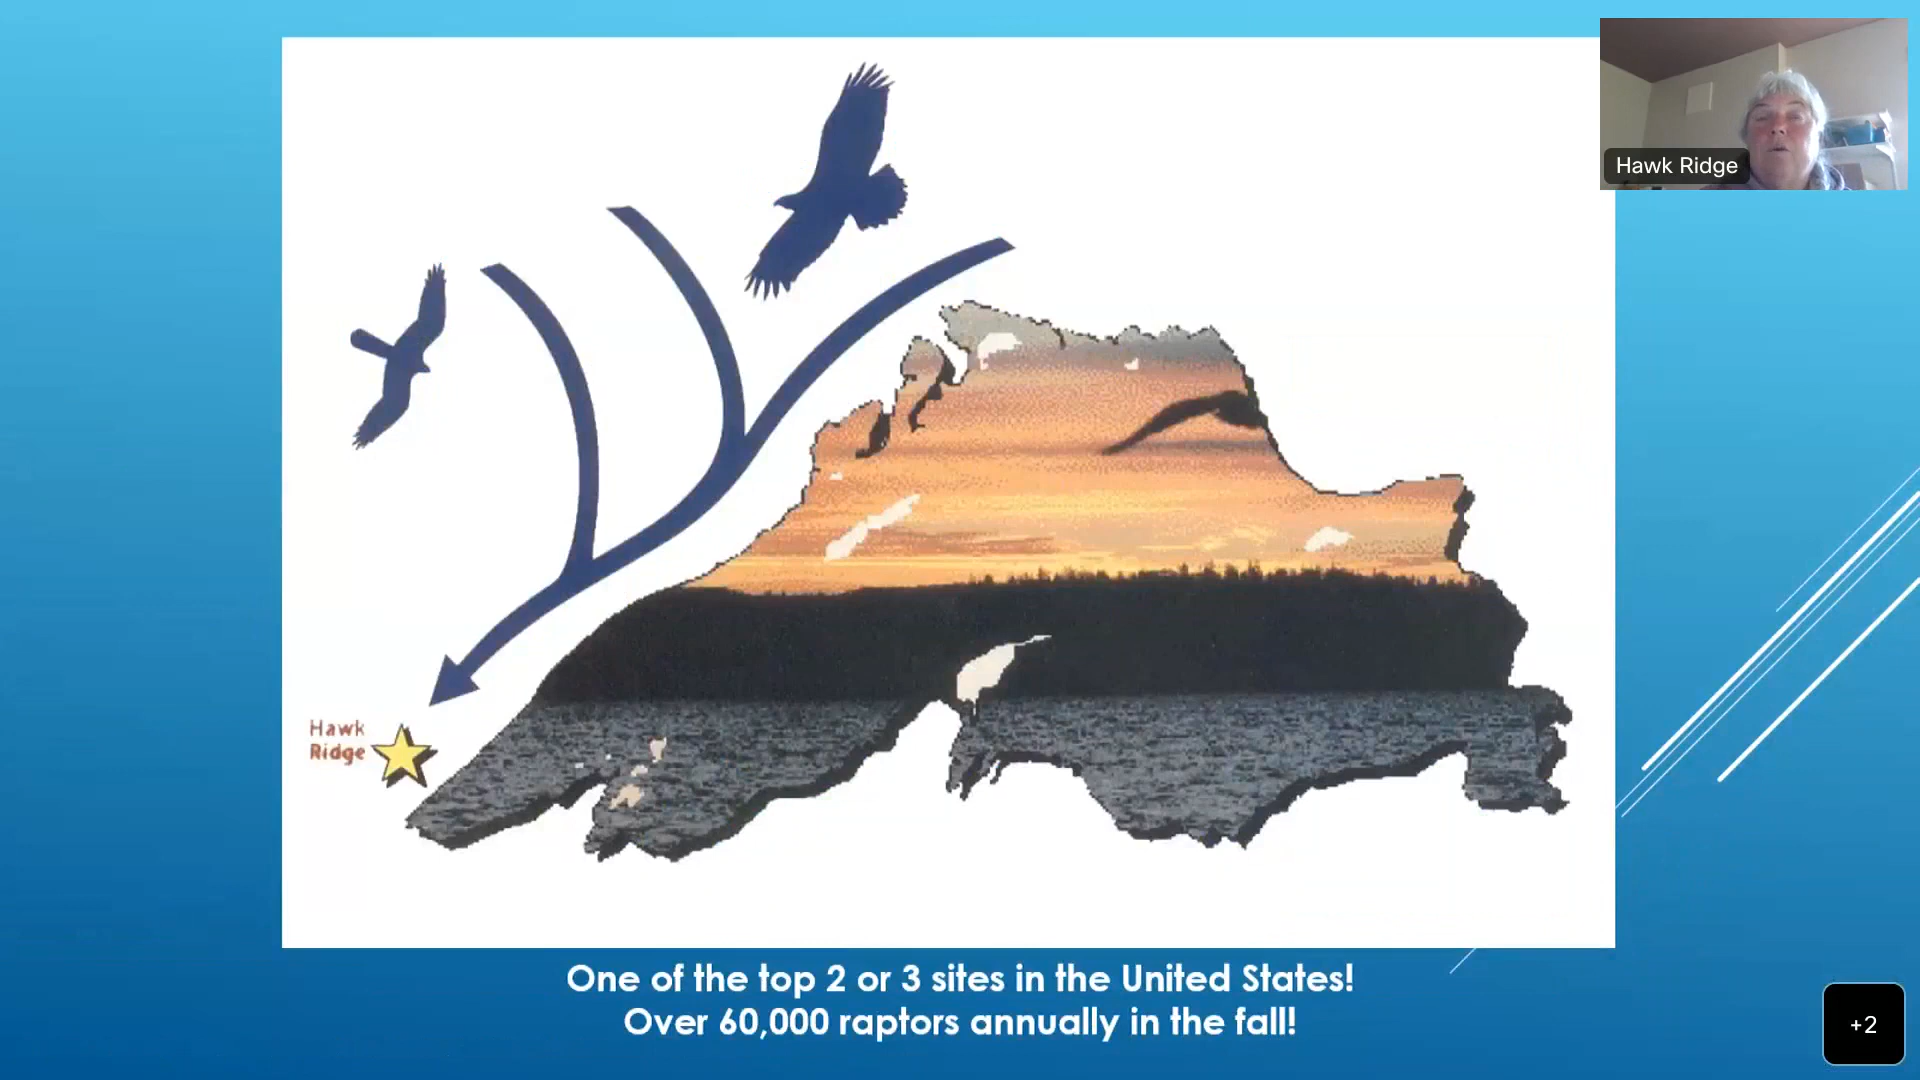 Hawk Ridge
Hawk
Ridge
One of the top 2 or 3 sites in the United States!
Over 60,000 raptors annually in the fall!
+2